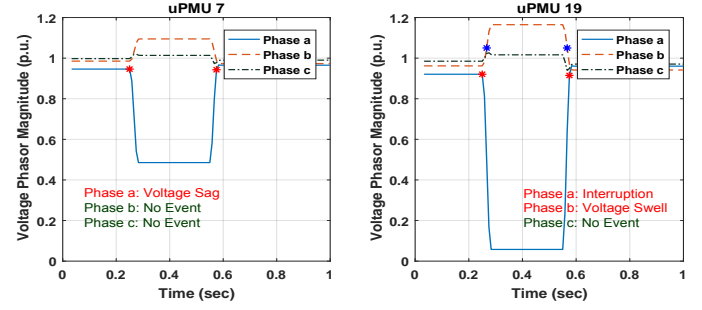 uPMU 7
Voltage Phasor Magnitude (p.u.)
1.2
1
0.8
0.6
0.4
0.2
0
Phase a
Phase b
Phase c
Phase a: Voltage Sag
Phase b: No Event
Phase c: No Event
0 0.2 0.4 0.6 0.8 1
Time (sec)
uPMU 19
Voltage Phasor Magnitude (p.u.)
1.2
1
0.8
0.6
0.4
0.2
0
Phase a
Phase b
Phase c
Phase a: Interruption
Phase b: Voltage Swell
Phase c: No Event
0 0.2 0.4 0.6 0.8 1
Time (sec)